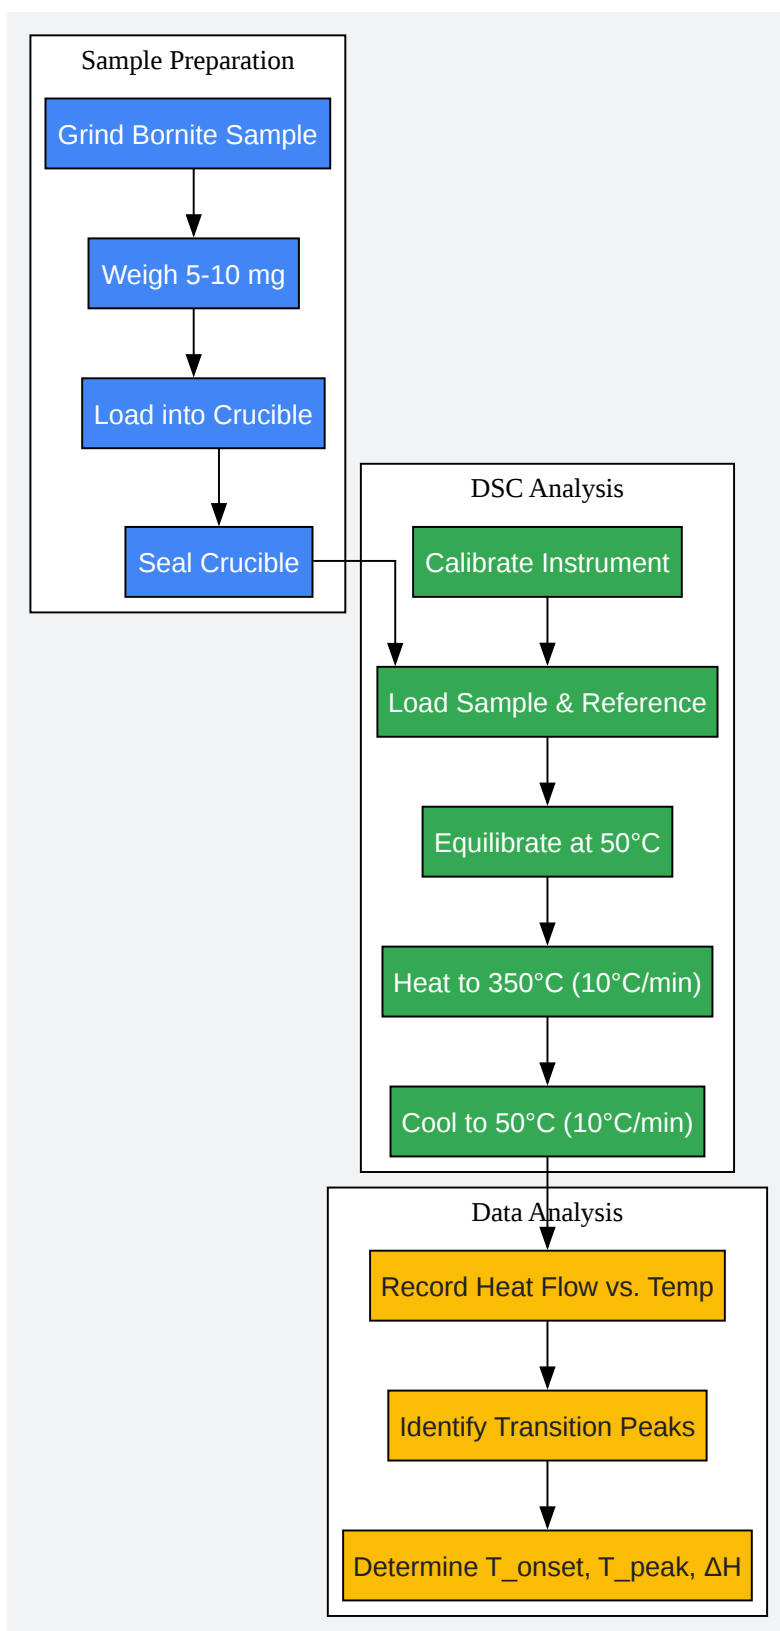 Sample Preparation
Grind Bornite Sample
Weigh 5-10 mg
Load into Crucible
Seal Crucible
DSC Analysis
Calibrate Instrument
Load Sample & Reference
Equilibrate at 50°C
Heat to 350°C (10°C/min)
Cool to 50°C (10°C/min)
Data Analysis
Record Heat Flow vs. Temp
Identify Transition Peaks
Determine T_onset, T_peak, ΔH